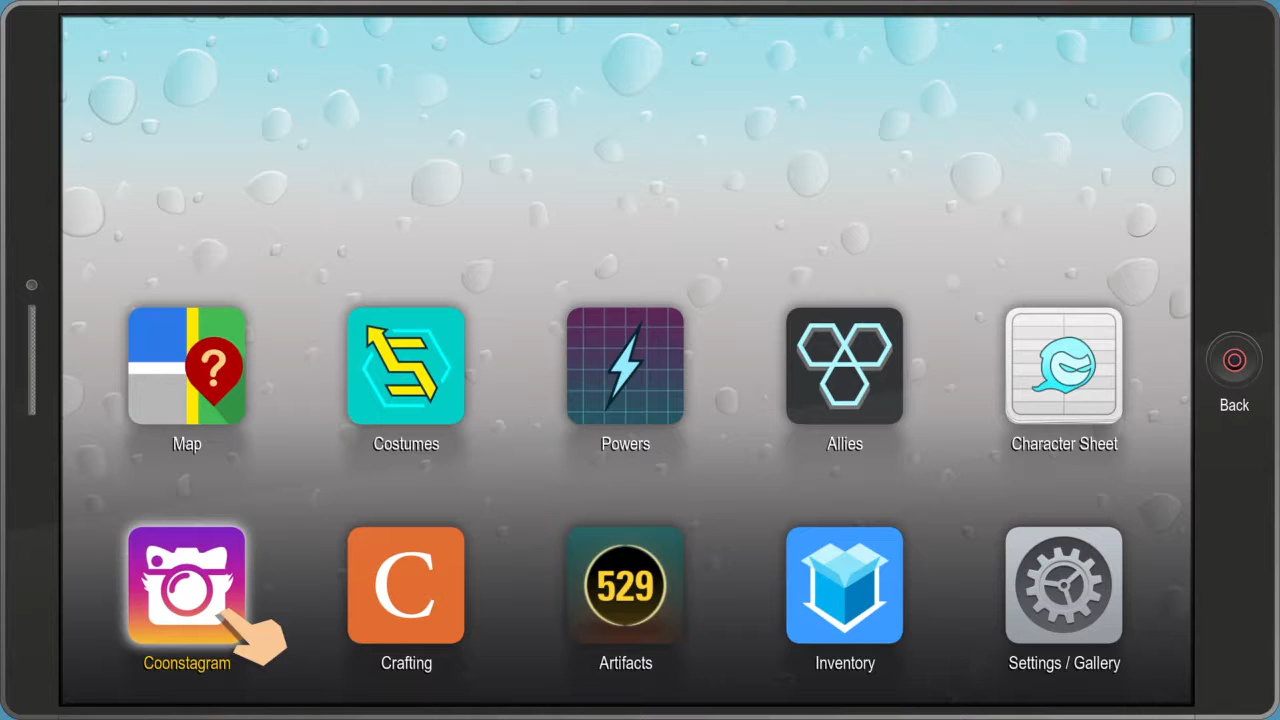 ?
Map
Costumes
Powers
Allies
Character Sheet
Back
Coonstagram
C
Crafting
529
Artifacts
Inventory
Settings / Gallery